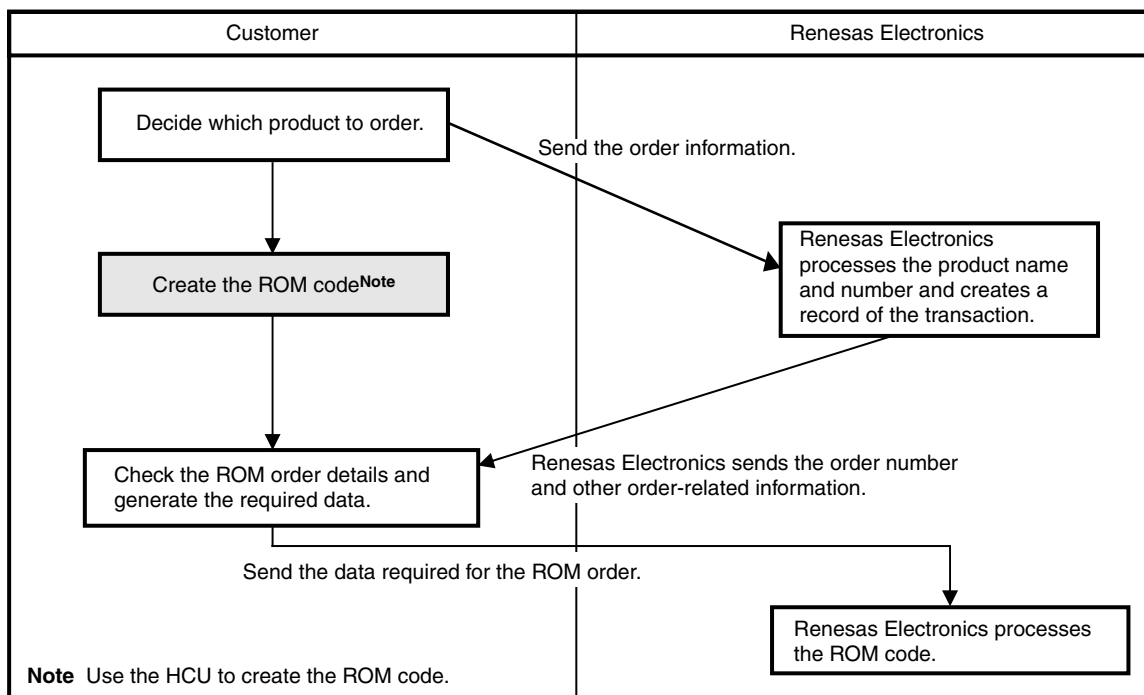 Customer
Renesas Electronics
Decide which product to order.
Send the order information.
Renesas Electronics
processes the product name
and number and creates a
record of the transaction.
Create the ROM codeNote
Check the ROM order details and
generate the required data.
Renesas Electronics sends the order number
and other order-related information.
Send the data required for the ROM order.
Renesas Electronics processes
the ROM code.
Note Use the HCU to create the ROM code.